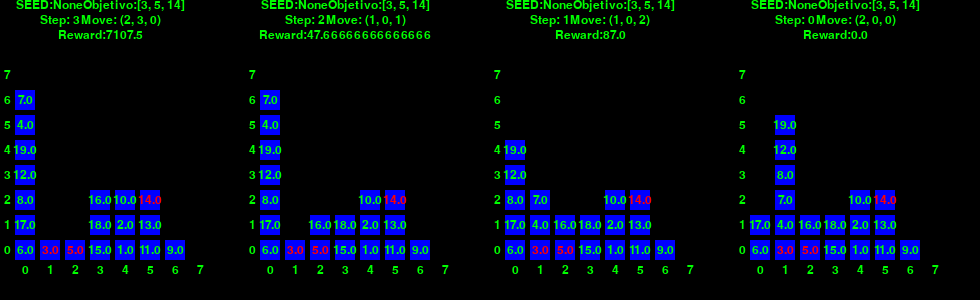 SEED:NoneObjetivo:[3, 5, 14]
Step: 3Move: (2, 3, 0)
Reward:7107.5
7
6 7.0
5 4.0
4 19.0
3 12.0
2 8.0 16.0 10.0 14.0
1 17.0 18.0 2.0 13.0
0 6.0 3.0 5.0 15.0 1.0 11.0 9.0
0 1 2 3 4 5 6 7
SEED:NoneObjetivo:[3, 5, 14]
Step: 2Move: (1, 0, 1)
Reward:47.66666666666666
7
6 7.0
5 4.0
4 19.0
3 12.0
2 8.0 10.0 14.0
1 17.0 16.0 18.0 2.0 13.0
0 6.0 3.0 5.0 15.0 1.0 11.0 9.0
0 1 2 3 4 5 6 7
SEED:NoneObjetivo:[3, 5, 14]
Step: 1Move: (1, 0, 2)
Reward:87.0
7
6
5
4 19.0
3 12.0
2 8.0 7.0 10.0 14.0
1 17.0 4.0 16.0 18.0 2.0 13.0
0 6.0 3.0 5.0 15.0 1.0 11.0 9.0
0 1 2 3 4 5 6 7
SEED:NoneObjetivo:[3, 5, 14]
Step: 0Move: (2, 0, 0)
Reward:0.0
7
6
5 19.0
4 12.0
3 8.0
2 7.0 10.0 14.0
1 17.0 4.0 16.0 18.0 2.0 13.0
0 6.0 3.0 5.0 15.0 1.0 11.0 9.0
0 1 2 3 4 5 6 7